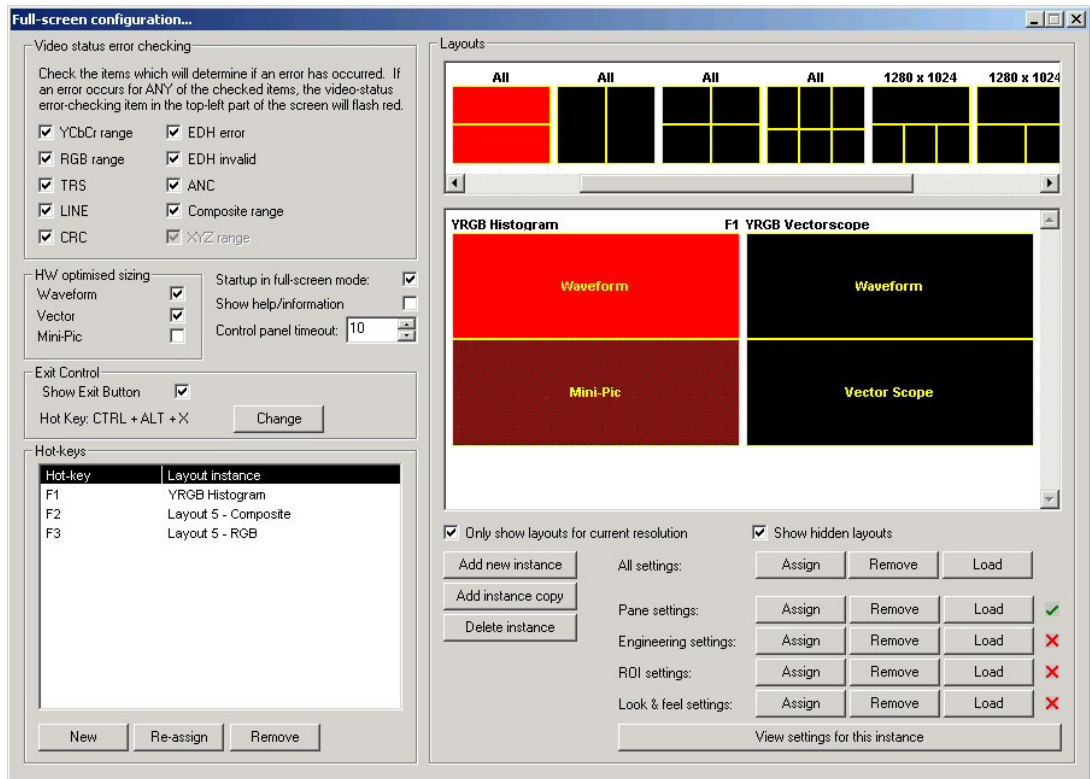 Full-screen configuration...
Video status error checking
Check the items which will determine if an error has occurred. If
an error occurs for ANY of the checked items, the video-status
error-checking item in the top-left part of the screen will flash red.
YCbCr range
EDH error
RGB range
EDH invalid
TRS
ANC
LINE
Composite range
CRC
XYZ range
HW optimised sizing
Waveform
Vector
Mini-Pic
Startup in full-screen mode:
Show help/information
Control panel timeout: 10
Exit Control
Show Exit Button
Hot Key: CTRL + ALT + X
Change
Hot-keys
Hot-key Layout instance
F1 YRGB Histogram
F2 Layout 5 - Composite
F3 Layout 5 - RGB
New Re-assign Remove
Layouts
All All All All 1280 x 1024 1280 x 1024
YRGB Histogram F1 YRGB Vectorscope
Waveform Waveform
Mini-Pic Vector Scope
Only show layouts for current resolution Show hidden layouts
Add new instance
Add instance copy
Delete instance
All settings: Assign Remove Load
Pane settings: Assign Remove Load
Engineering settings: Assign Remove Load
ROI settings: Assign Remove Load
Look & feel settings: Assign Remove Load
View settings for this instance